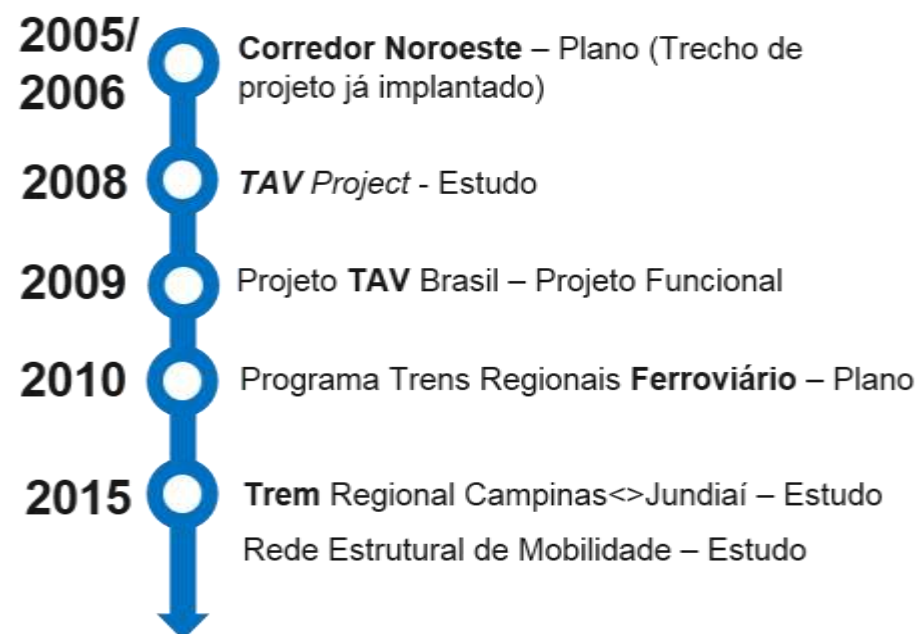 2005/
2006
Corredor Noroeste – Plano (Trecho de
projeto já implantado)
2008
TAV Project - Estudo
2009
Projeto TAV Brasil – Projeto Funcional
2010
Programa Trens Regionais Ferroviário – Plano
2015
Trem Regional Campinas<>Jundiaí – Estudo
Rede Estrutural de Mobilidade – Estudo